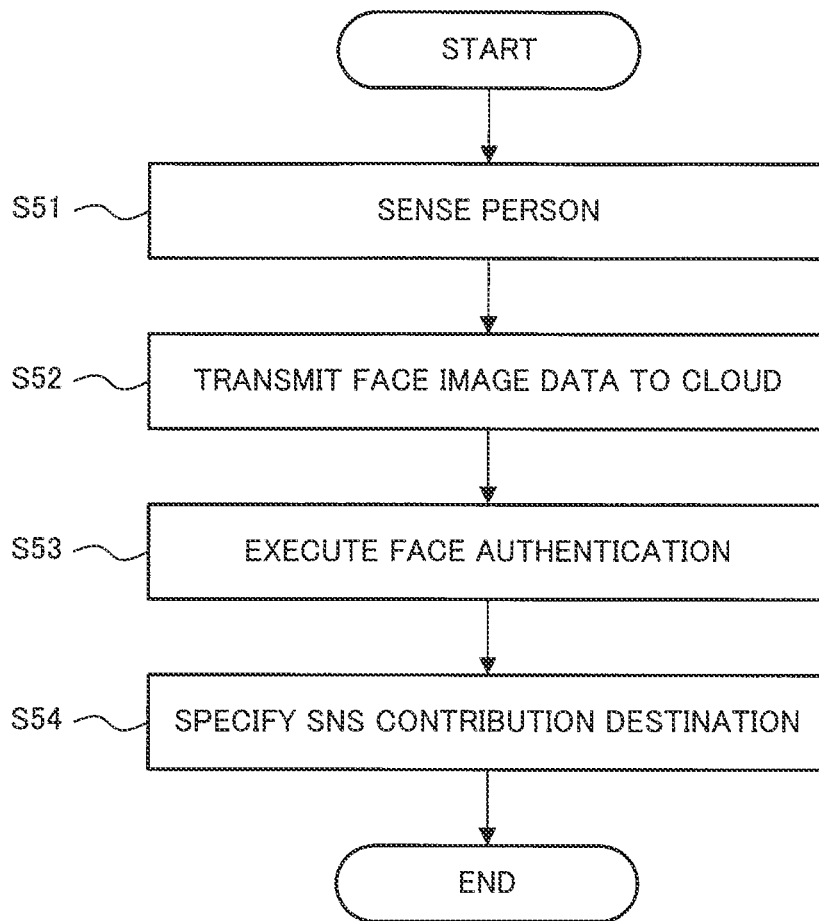 START
S51 SENSE PERSON
S52 TRANSMIT FACE IMAGE DATA TO CLOUD
S53 EXECUTE FACE AUTHENTICATION
S54 SPECIFY SNS CONTRIBUTION DESTINATION
END